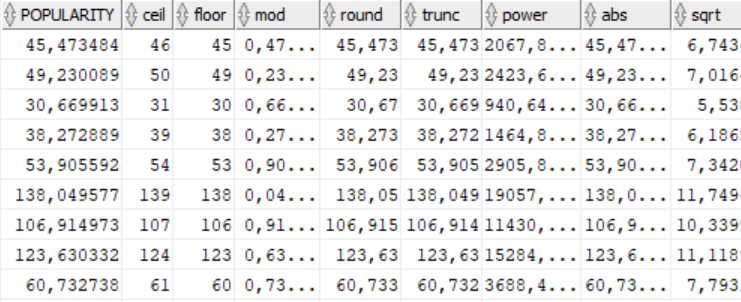 POPULARITY ceil floor mod round trunc power abs sqrt
45,473484 46 45 0,47... 45,473 45,473 2067,8... 45,47... 6,743
49,230089 50 49 0,23... 49,23 49,23 2423,6... 49,23... 7,016
30,669913 31 30 0,66... 30,67 30,669 940,64... 30,66... 5,53
38,272889 39 38 0,27... 38,273 38,272 1464,8... 38,27... 6,186
53,905592 54 53 0,90... 53,906 53,905 2905,8... 53,90... 7,342
138,049577 139 138 0,04... 138,05 138,049 19057,... 138,0... 11,749
106,914973 107 106 0,91... 106,915 106,914 11430,... 106,9... 10,339
123,630332 124 123 0,63... 123,63 123,63 15284,... 123,6... 11,118
60,732738 61 60 0,73... 60,733 60,732 3688,4... 60,73... 7,793